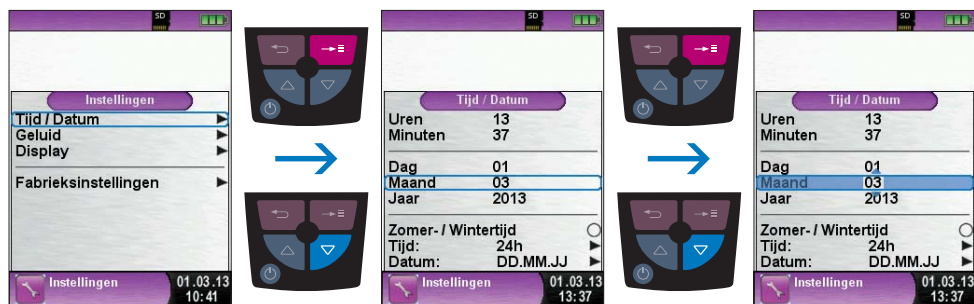 SD
Instellingen
Tijd / Datum
Geluid
Display
Fabrieksinstellingen
Instellingen
01.03.13
10:41
SD
Tijd / Datum
Uren 13
Minuten 37
Dag 01
Maand 03
Jaar 2013
Zomer- / Wintertijd
Tijd: 24h
Datum: DD.MM.JJ
Instellingen
01.03.13
13:37
SD
Tijd / Datum
Uren 13
Minuten 37
Dag 01
Maand 03
Jaar 2013
Zomer- / Wintertijd
Tijd: 24h
Datum: DD.MM.JJ
Instellingen
01.03.13
13:37